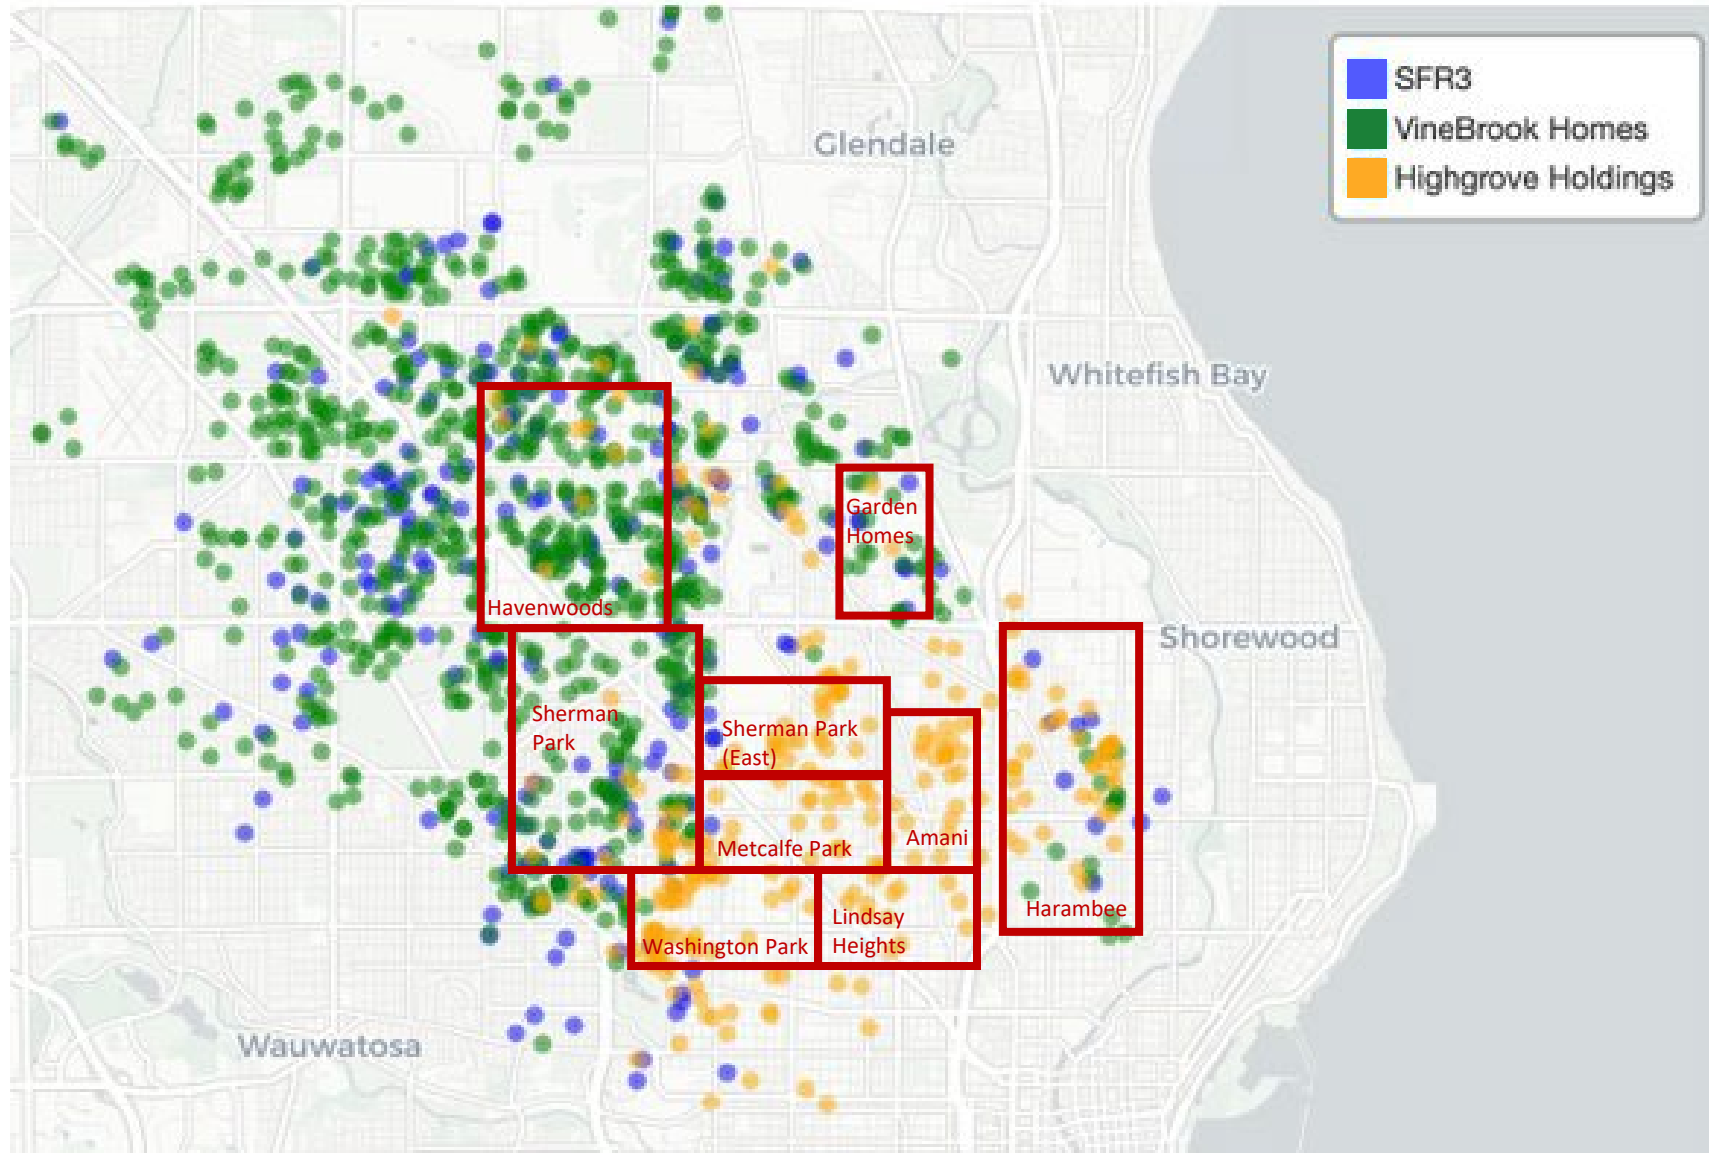 SFR3
VineBrook Homes
Highgrove Holdings
Glendale
Whitefish Bay
Garden
Homes
Havenwoods
Shorewood
Sherman
Park
Sherman Park
(East)
Metcalfe Park
Amani
Harambee
Lindsay
Heights
Washington Park
Wauwatosa